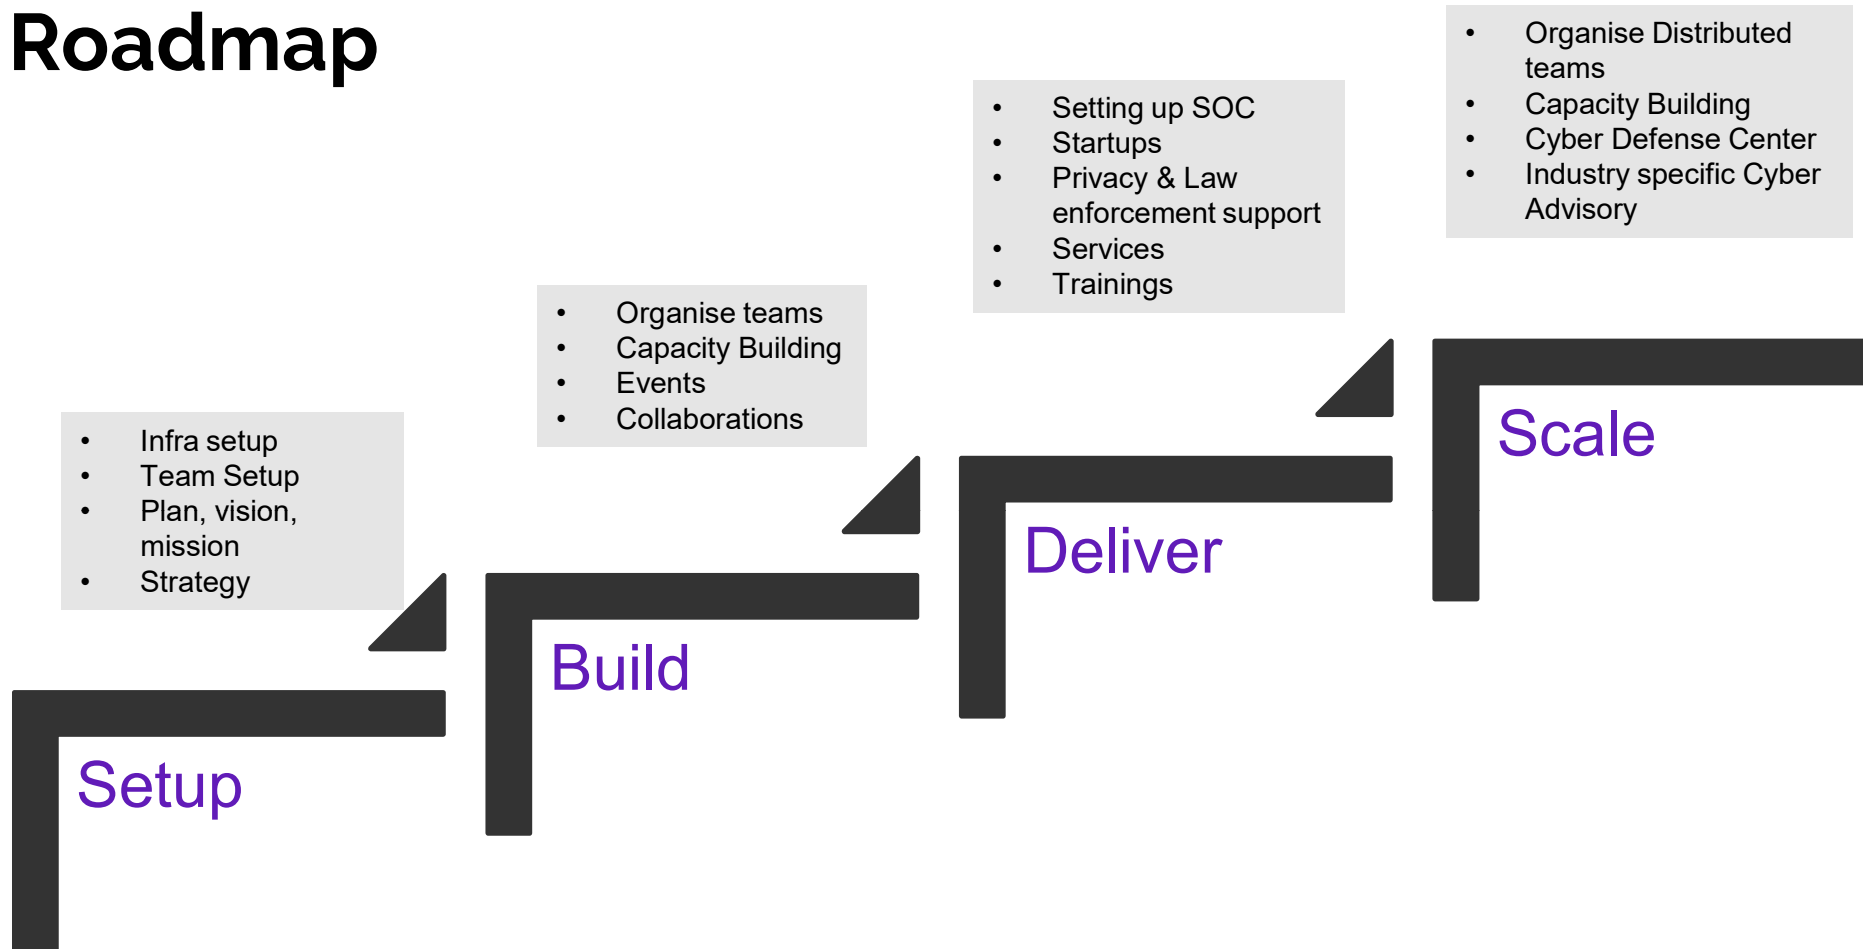 Roadmap
• Infra setup
• Team Setup
• Plan, vision,
mission
• Strategy
Setup
• Organise teams
• Capacity Building
• Events
• Collaborations
Build
• Setting up SOC
• Startups
• Privacy & Law
enforcement support
• Services
• Trainings
Deliver
• Organise Distributed
teams
• Capacity Building
• Cyber Defense Center
• Industry specific Cyber
Advisory
Scale